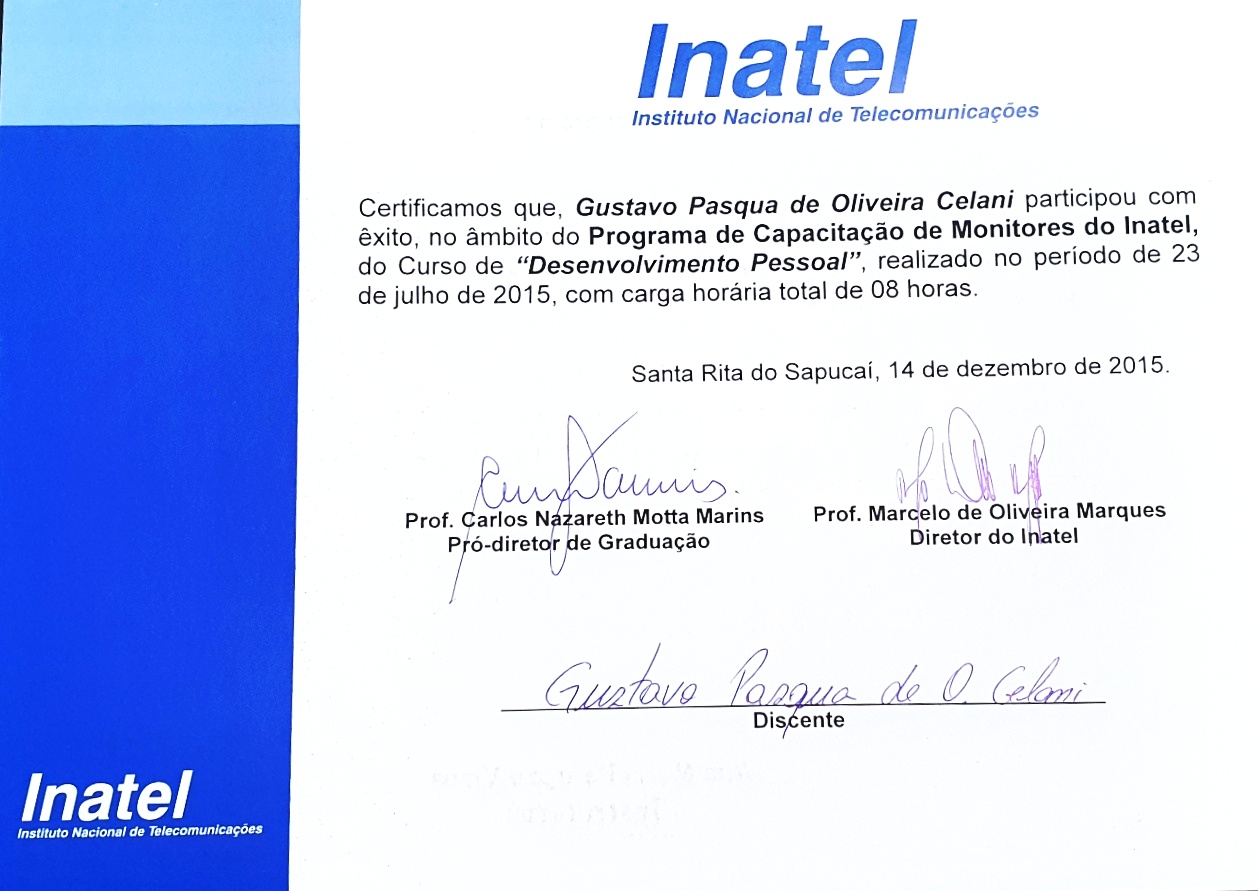 Inatel
Instituto Nacional de Telecomunicações
Certificamos que, Gustavo Pasqua de Oliveira Celani participou com
êxito, no âmbito do Programa de Capacitação de Monitores do Inatel,
do Curso de “Desenvolvimento Pessoal”, realizado no período de 23
de julho de 2015, com carga horária total de 08 horas.
Santa Rita do Sapucaí, 14 de dezembro de 2015.
Prof. Carlos Nazareth Motta Marins
Pró-diretor de Graduação
Prof. Marcelo de Oliveira Marques
Diretor do Inatel
Gustavo Pasqua de O. Celani
Discente
Inatel
Instituto Nacional de Telecomunicações